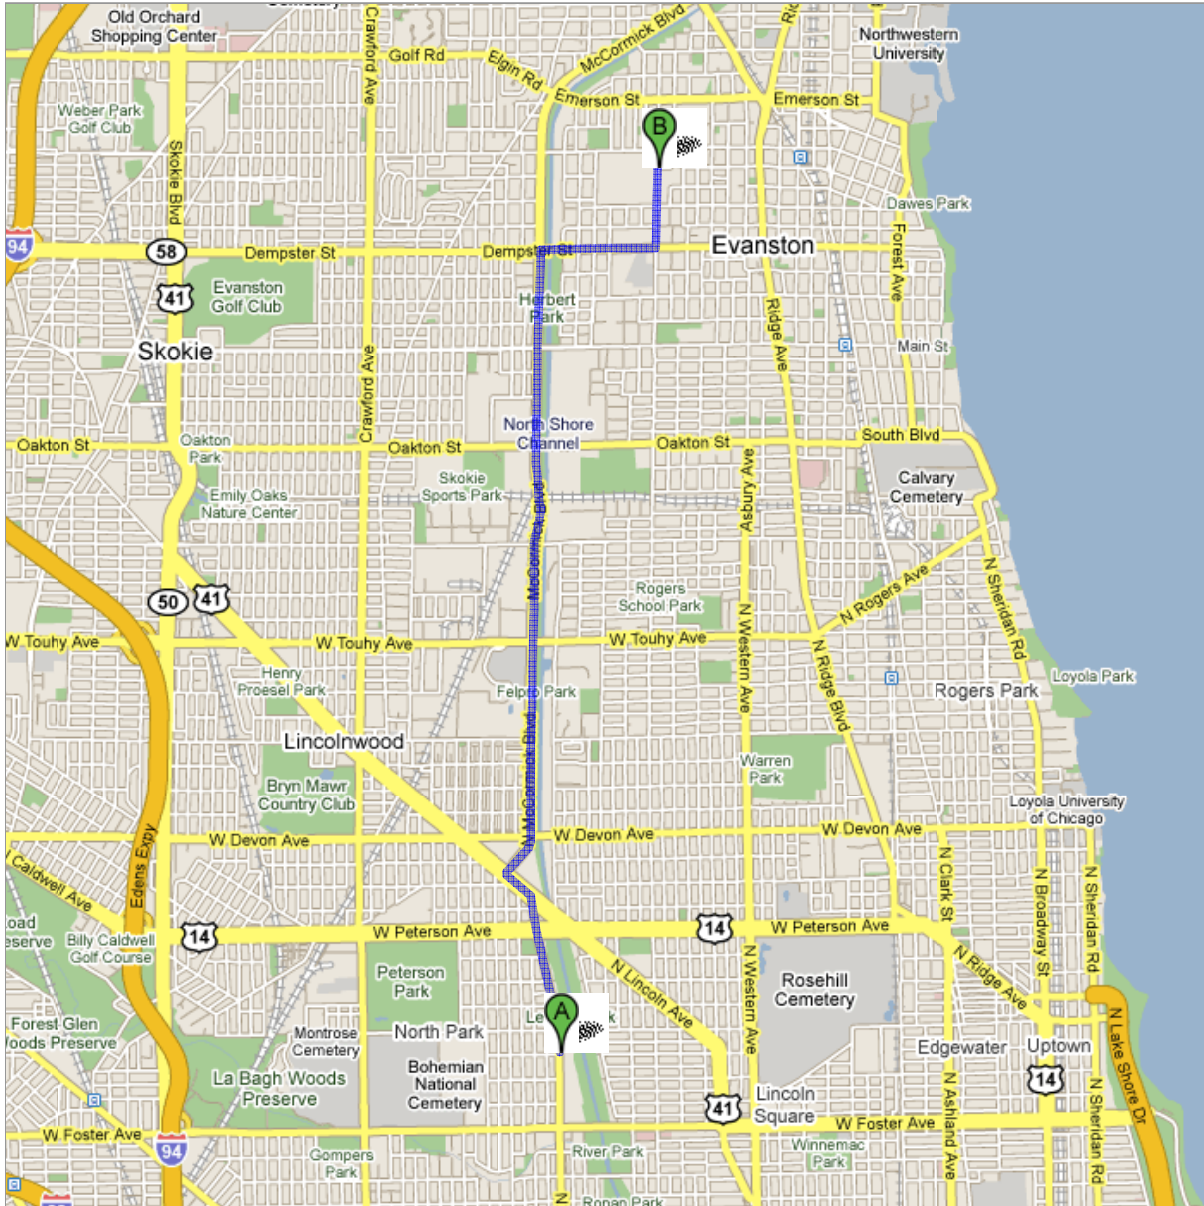 Old Orchard
Shopping Center
Cemetery
Crawford Ave
Golf Rd
Elgin Rd
McCormick Blvd
Northwestern
University
Weber Park
Golf Club
Skokie Blvd
Emerson St
Emerson St
B
Dawes Park
94
58
Dempster St
Dempster St
Evanston
Forest Ave
41
Evanston
Golf Club
Herbert
Park
Ridge Ave
Skokie
Main St
Crawford Ave
Oakton St
Oakton
Park
Oakton St
North Shore
Channel
Oakton St
South Blvd
Asbury Ave
Calvary
Cemetery
Skokie
Sports Park
Emily Oaks
Nature Center
McCormick Blvd
N Sheridan Rd
50
41
Rogers
School Park
N Rogers Ave
W Touhy Ave
W Touhy Ave
W Touhy Ave
N Western Ave
N Ridge Blvd
Henry
Proesel Park
Felpro Park
Rogers Park
Loyola Park
Lincolnwood
N McCormick Blvd
Warren
Park
Bryn Mawr
Country Club
Loyola University
of Chicago
W Devon Ave
W Devon Ave
W Devon Ave
Edens Expy
Caldwell Ave
N Clark St
N Broadway St
N Sheridan Rd
14
Billy Caldwell
Golf Course
W Peterson Ave
14
W Peterson Ave
Peterson
Park
N Lincoln Ave
N Western Ave
Rosehill
Cemetery
N Ridge Ave
A
Forest Glen
Woods Preserve
Montrose
Cemetery
North Park
Edgewater
Uptown
N Lake Shore Dr
La Bagh Woods
Preserve
Bohemian
National
Cemetery
41
Lincoln
Square
N Ashland Ave
14
N Sheridan Rd
W Foster Ave
94
Gompers
Park
River Park
W Foster Ave
Winnemac
Park
N
Ronan Park